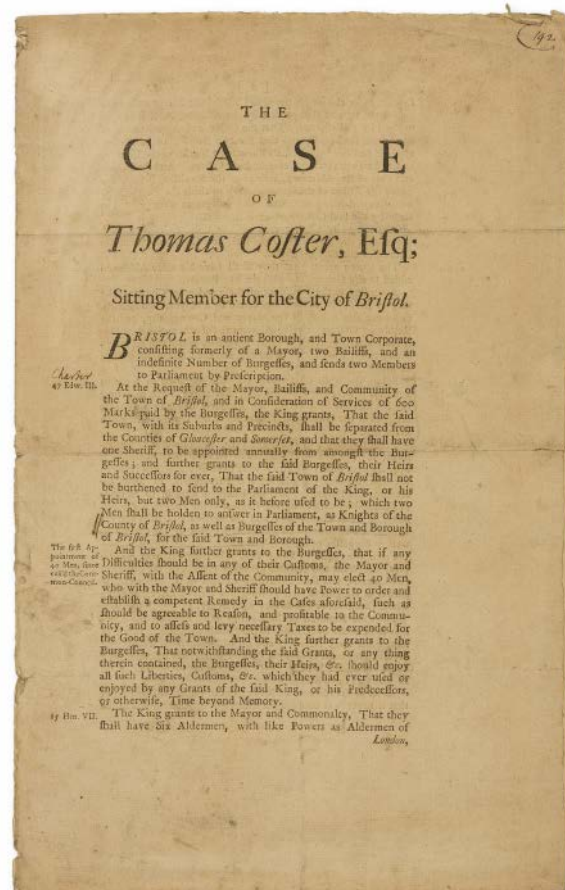 192
THE
CASE
OF
Thomas Coſter, Eſq;
Sitting Member for the City of Briſtol.
BRISTOL is an antient Borough, and Town Corporate,
conſiſting formerly of a Mayor, two Bailiffs, and an
indefinite Number of Burgeſſes, and ſends two Members
to Parliament by Preſcription.
Charter
47 Edw. III.
At the Requeſt of the Mayor, Bailiffs, and Community of
the Town of Briſtol, and in Conſideration of Services of 600
Marks paid by the Burgeſſes, the King grants, That the ſaid
Town, with its Suburbs and Precincts, ſhall be ſeparated from
the Counties of Glouceſter and Somerſet, and that they ſhall have
one Sheriff, to be appointed annually from amongſt the Bur-
geſſes; and further grants to the ſaid Burgeſſes, their Heirs
and Succeſſors for ever, That the ſaid Town of Briſtol ſhall not
be burthened to ſend to the Parliament of the King, or his
Heirs, but two Men only, as it before uſed to be; which two
Men ſhall be holden to anſwer in Parliament, as Knights of the
County of Briſtol, as well as Burgeſſes of the Town and Borough
of Briſtol, for the ſaid Town and Borough.
The firſt Ap-
pointment of
40 Men, ſince
call'd the Com-
mon-Council.
And the King further grants to the Burgeſſes, that if any
Difficulties ſhould be in any of their Cuſtoms, the Mayor and
Sheriff, with the Aſſent of the Community, may elect 40 Men,
who with the Mayor and Sheriff ſhould have Power to order and
eſtabliſh a competent Remedy in the Caſes aforeſaid, ſuch as
ſhould be agreeable to Reaſon, and profitable to the Commu-
nity, and to aſſeſs and levy neceſſary Taxes to be expended for
the Good of the Town. And the King further grants to the
Burgeſſes, That notwithſtanding the ſaid Grants, or any thing
therein contained, the Burgeſſes, their Heirs, &c. ſhould enjoy
all ſuch Liberties, Cuſtoms, &c. which they had ever uſed or
enjoyed by any Grants of the ſaid King, or his Predeceſſors,
or otherwiſe, Time beyond Memory.
Hen. VII.
The King grants to the Mayor and Commonalty, That they
ſhall have Six Aldermen, with like Powers as Aldermen of
London,